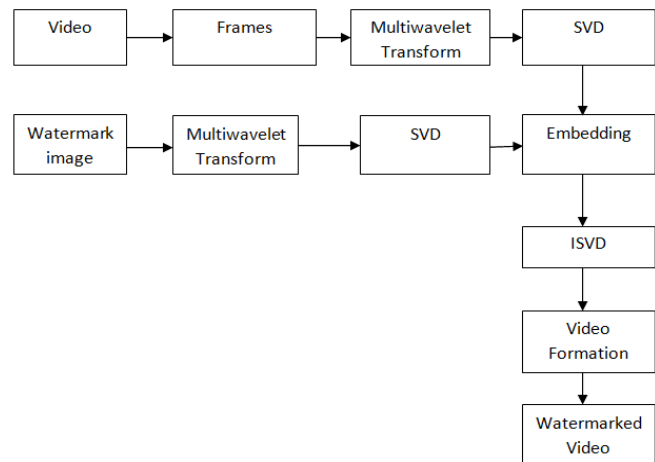 Video
Frames
Multiwavelet
Transform
SVD
Watermark
image
Multiwavelet
Transform
SVD
Embedding
ISVD
Video
Formation
Watermarked
Video